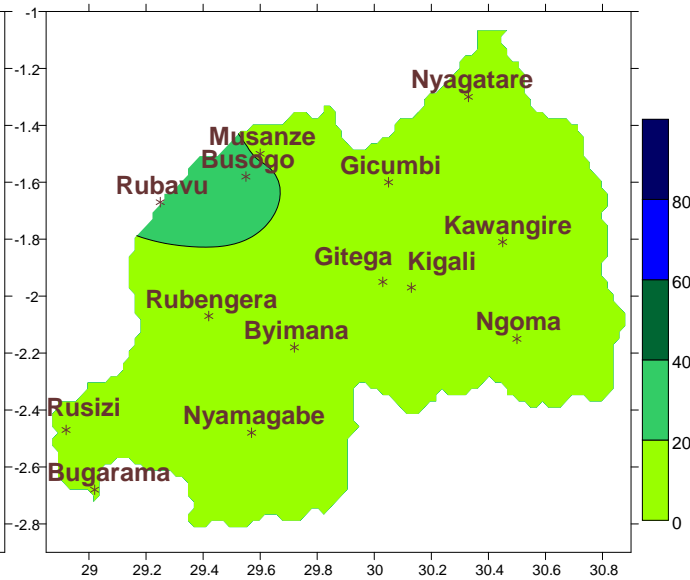 -1
-1.2
-1.4
-1.6
-1.8
-2
-2.2
-2.4
-2.6
-2.8
Nyagatare
Musanze
Busogo
Gicumbi
Rubavu
Kawangire
Gitega
Kigali
Rubengera
Byimana
Ngoma
Rusizi
Nyamagabe
Bugarama
29 29.2 29.4 29.6 29.8 30 30.2 30.4 30.6 30.8
80
60
40
20
0